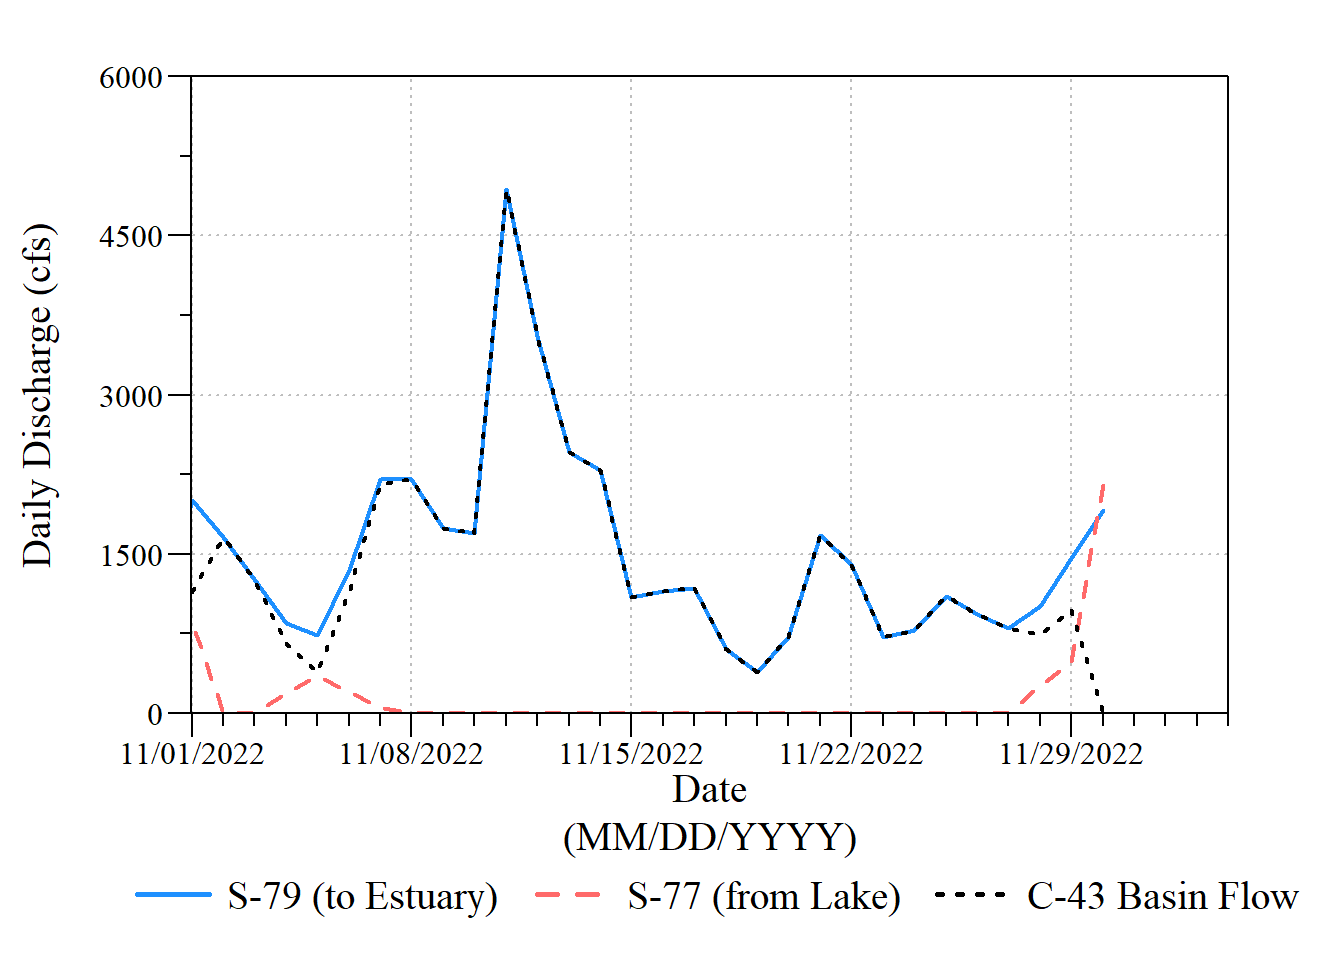 6000
4500
3000
1500
0
Daily Discharge (cfs)
11/01/2022 11/08/2022 11/15/2022 11/22/2022 11/29/2022
Date
(MM/DD/YYYY)
S-79 (to Estuary) S-77 (from Lake) C-43 Basin Flow